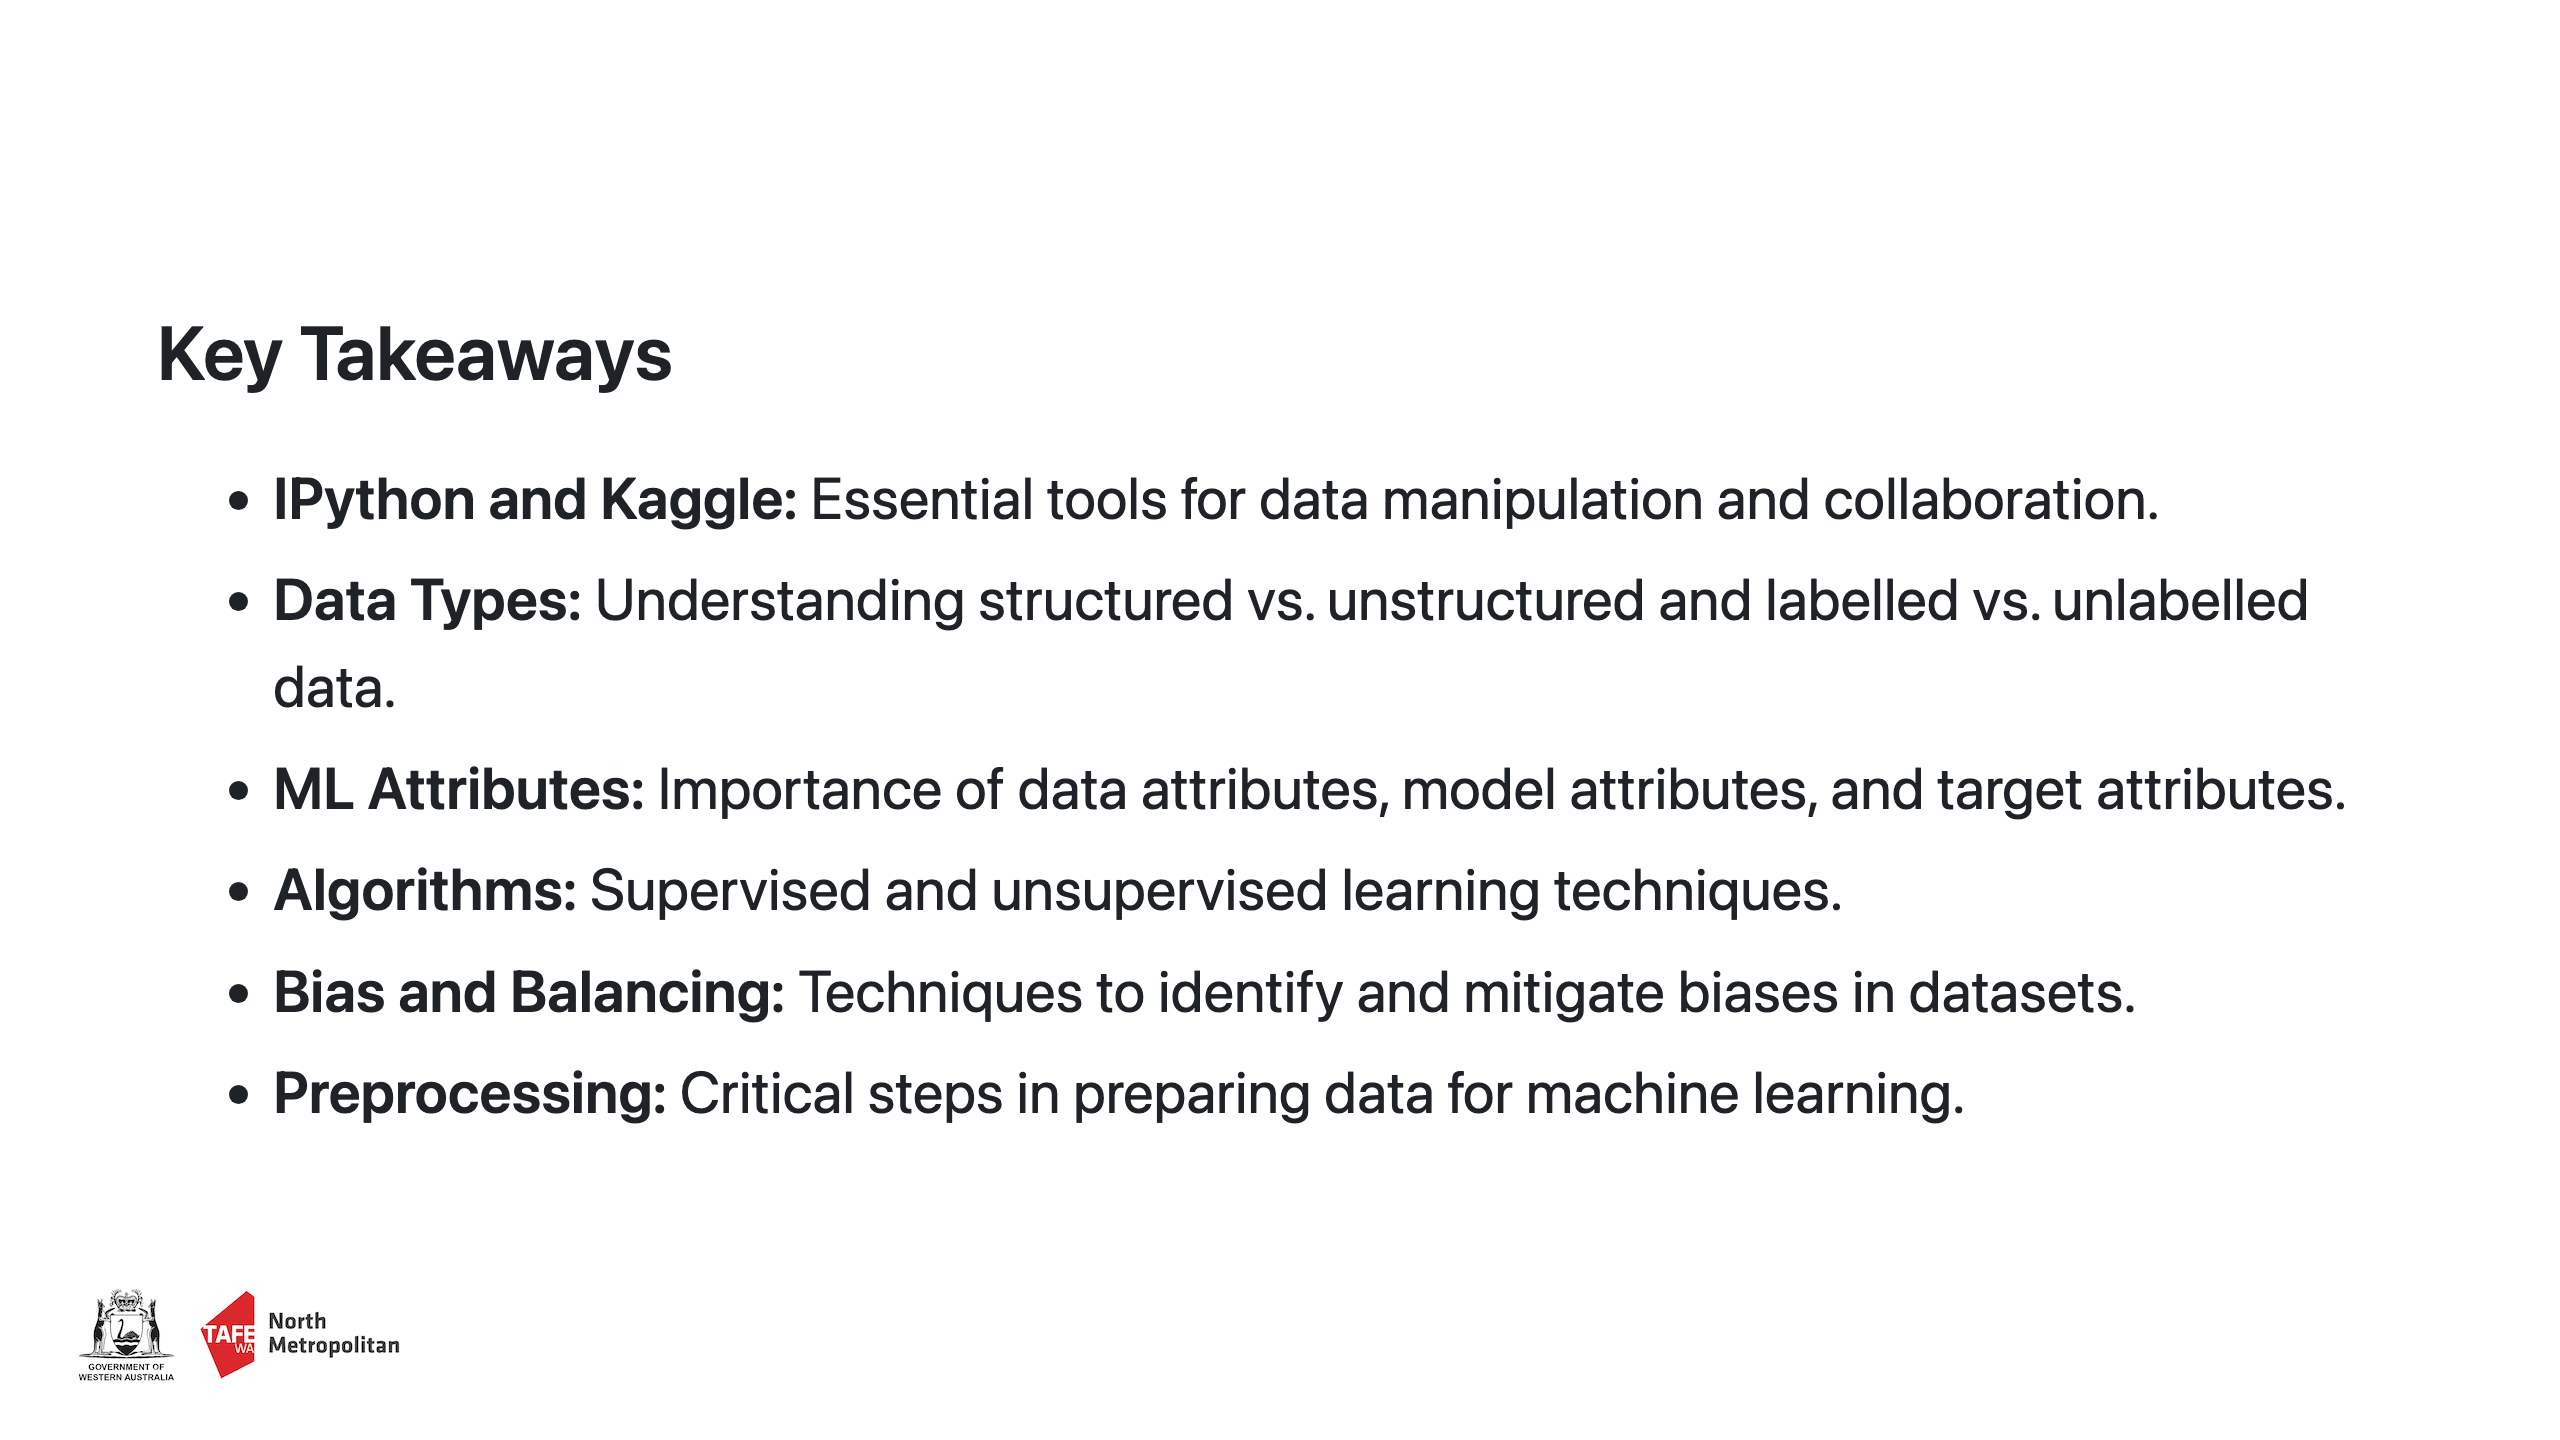 Key Takeaways
• IPython and Kaggle: Essential tools for data manipulation and collaboration.
• Data Types: Understanding structured vs. unstructured and labelled vs. unlabelled
data.
• ML Attributes: Importance of data attributes, model attributes, and target attributes.
• Algorithms: Supervised and unsupervised learning techniques.
• Bias and Balancing: Techniques to identify and mitigate biases in datasets.
• Preprocessing: Critical steps in preparing data for machine learning.
GOVERNMENT OF
WESTERN AUSTRALIA
TAFE
WA
North
Metropolitan